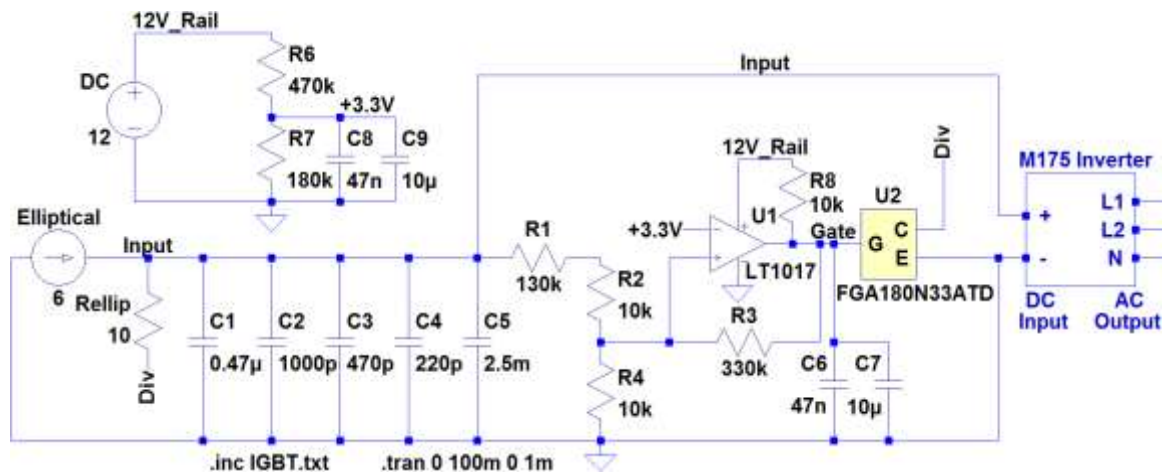 12V_Rail
R6
470k
DC
12
+3.3V
R7
180k
C8
47n
C9
10µ
Elliptical
6
Input
Rellip
10
Div
C1
0.47µ
C2
1000p
C3
470p
C4
220p
C5
2.5m
Input
R1
130k
R2
10k
R4
10k
+3.3V
12V_Rail
R8
10k
U1
LT1017
R3
330k
Gate
C6
47n
C7
10µ
U2
G
C
E
FGA180N33ATD
Div
M175 Inverter
+
-
L1
L2
N
DC
Input
AC
Output
.inc IGBT.txt
.tran 0 100m 0 1m